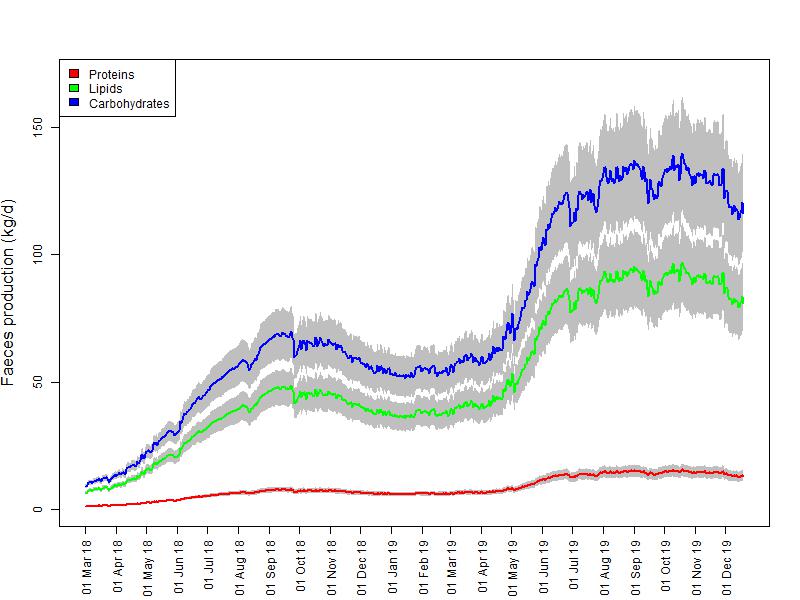 Proteins
Lipids
Carbohydrates
Faeces production (kg/d)
150
100
50
0
01 Mar 18
01 Apr 18
01 May 18
01 Jun 18
01 Jul 18
01 Aug 18
01 Sep 18
01 Oct 18
01 Nov 18
01 Dec 18
01 Jan 19
01 Feb 19
01 Mar 19
01 Apr 19
01 May 19
01 Jun 19
01 Jul 19
01 Aug 19
01 Sep 19
01 Oct 19
01 Nov 19
01 Dec 19